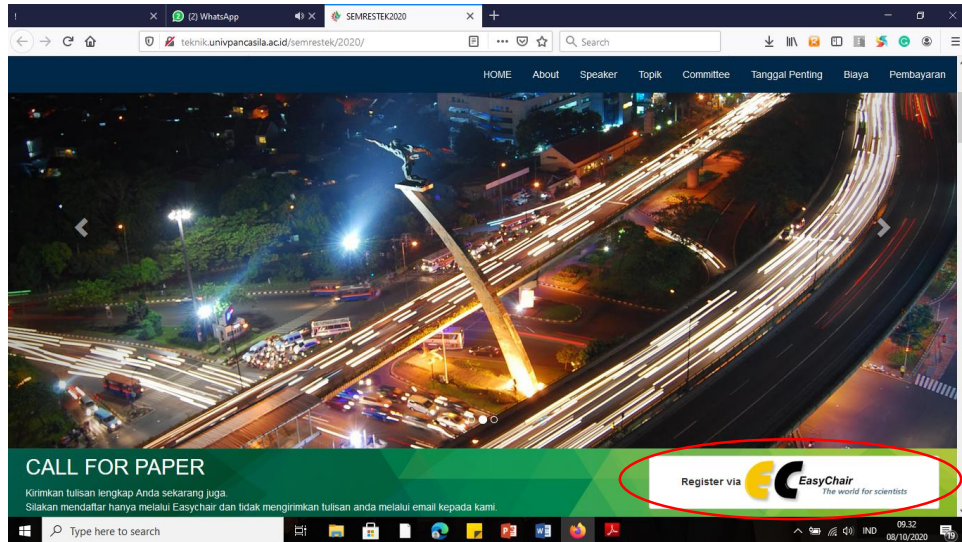 !
(2) WhatsApp
SEMRESTEK2020
teknik.univpancasila.ac.id/semrestek/2020/
Search
HOME About Speaker Topik Committee Tanggal Penting Biaya Pembayaran
CALL FOR PAPER
Kirimkan tulisan lengkap Anda sekarang juga.
Silakan mendaftar hanya melalui Easychair dan tidak mengirimkan tulisan anda melalui email kepada kami.
Register via
EC
EasyChair
The world for scientists
Type here to search
IND
09.32
08/10/2020
19